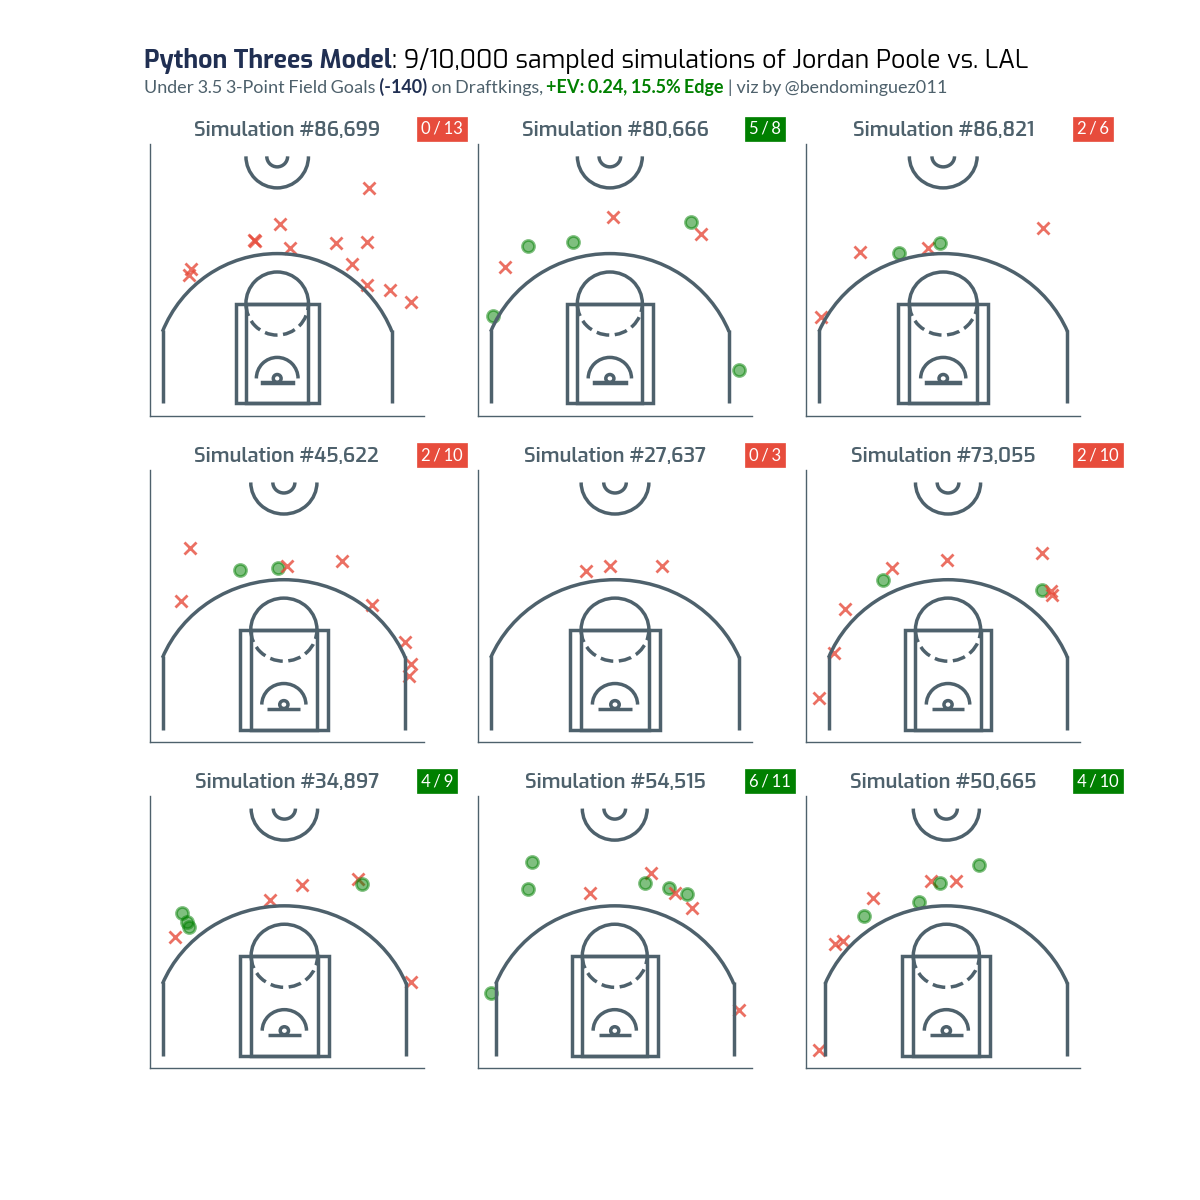 Python Threes Model: 9/10,000 sampled simulations of Jordan Poole vs. LAL
Under 3.5 3-Point Field Goals (-140) on Draftkings, +EV: 0.24, 15.5% Edge | viz by @bendominguez011
Simulation #86,699 0 / 13
Simulation #80,666 5 / 8
Simulation #86,821 2 / 6
Simulation #45,622 2 / 10
Simulation #27,637 0 / 3
Simulation #73,055 2 / 10
Simulation #34,897 4 / 9
Simulation #54,515 6 / 11
Simulation #50,665 4 / 10